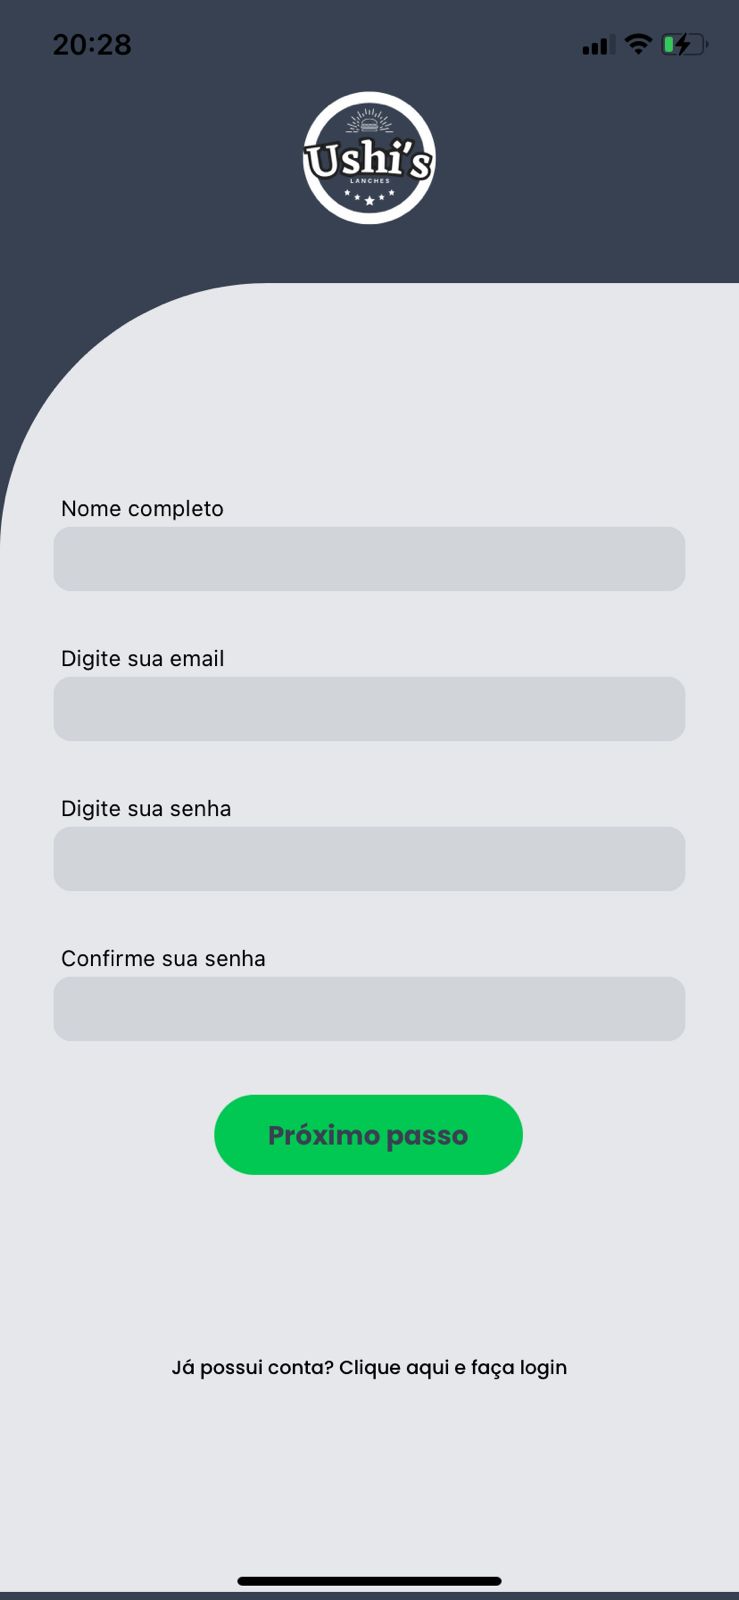 20:28
Ushi's
LANCHES
Nome completo
Digite sua email
Digite sua senha
Confirme sua senha
Próximo passo
Já possui conta? Clique aqui e faça login